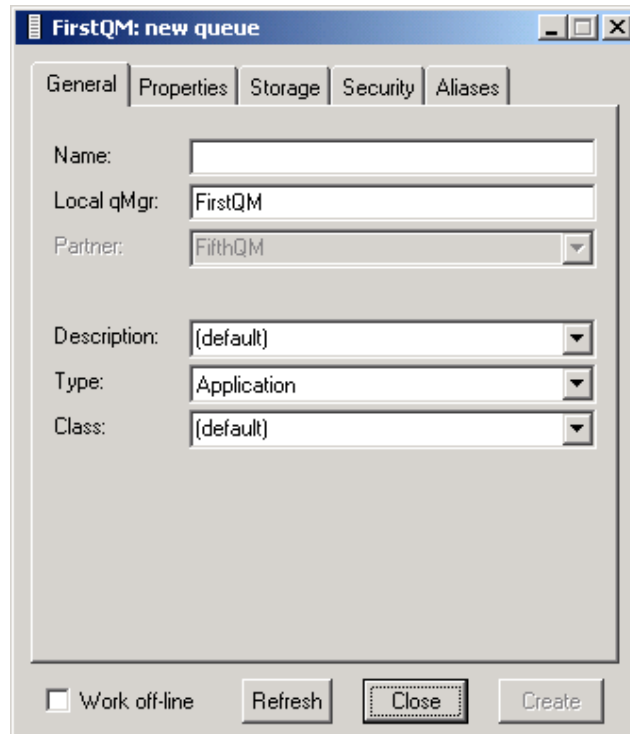 FirstQM: new queue
General Properties Storage Security Aliases
Name:
Local qMgr: FirstQM
Partner: FifthQM
Description: (default)
Type: Application
Class: (default)
Work off-line Refresh Close Create